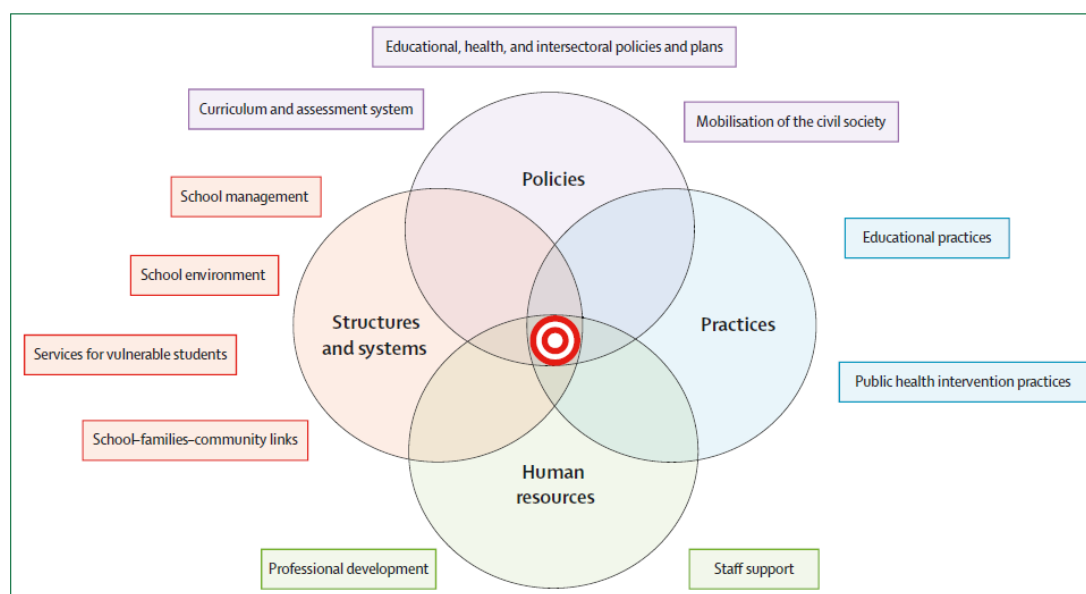 Educational, health, and intersectoral policies and plans
Curriculum and assessment system
Mobilisation of the civil society
Policies
School management
Educational practices
School environment
Structures
and systems
Practices
Services for vulnerable students
Public health intervention practices
School–families–community links
Human
resources
Professional development
Staff support